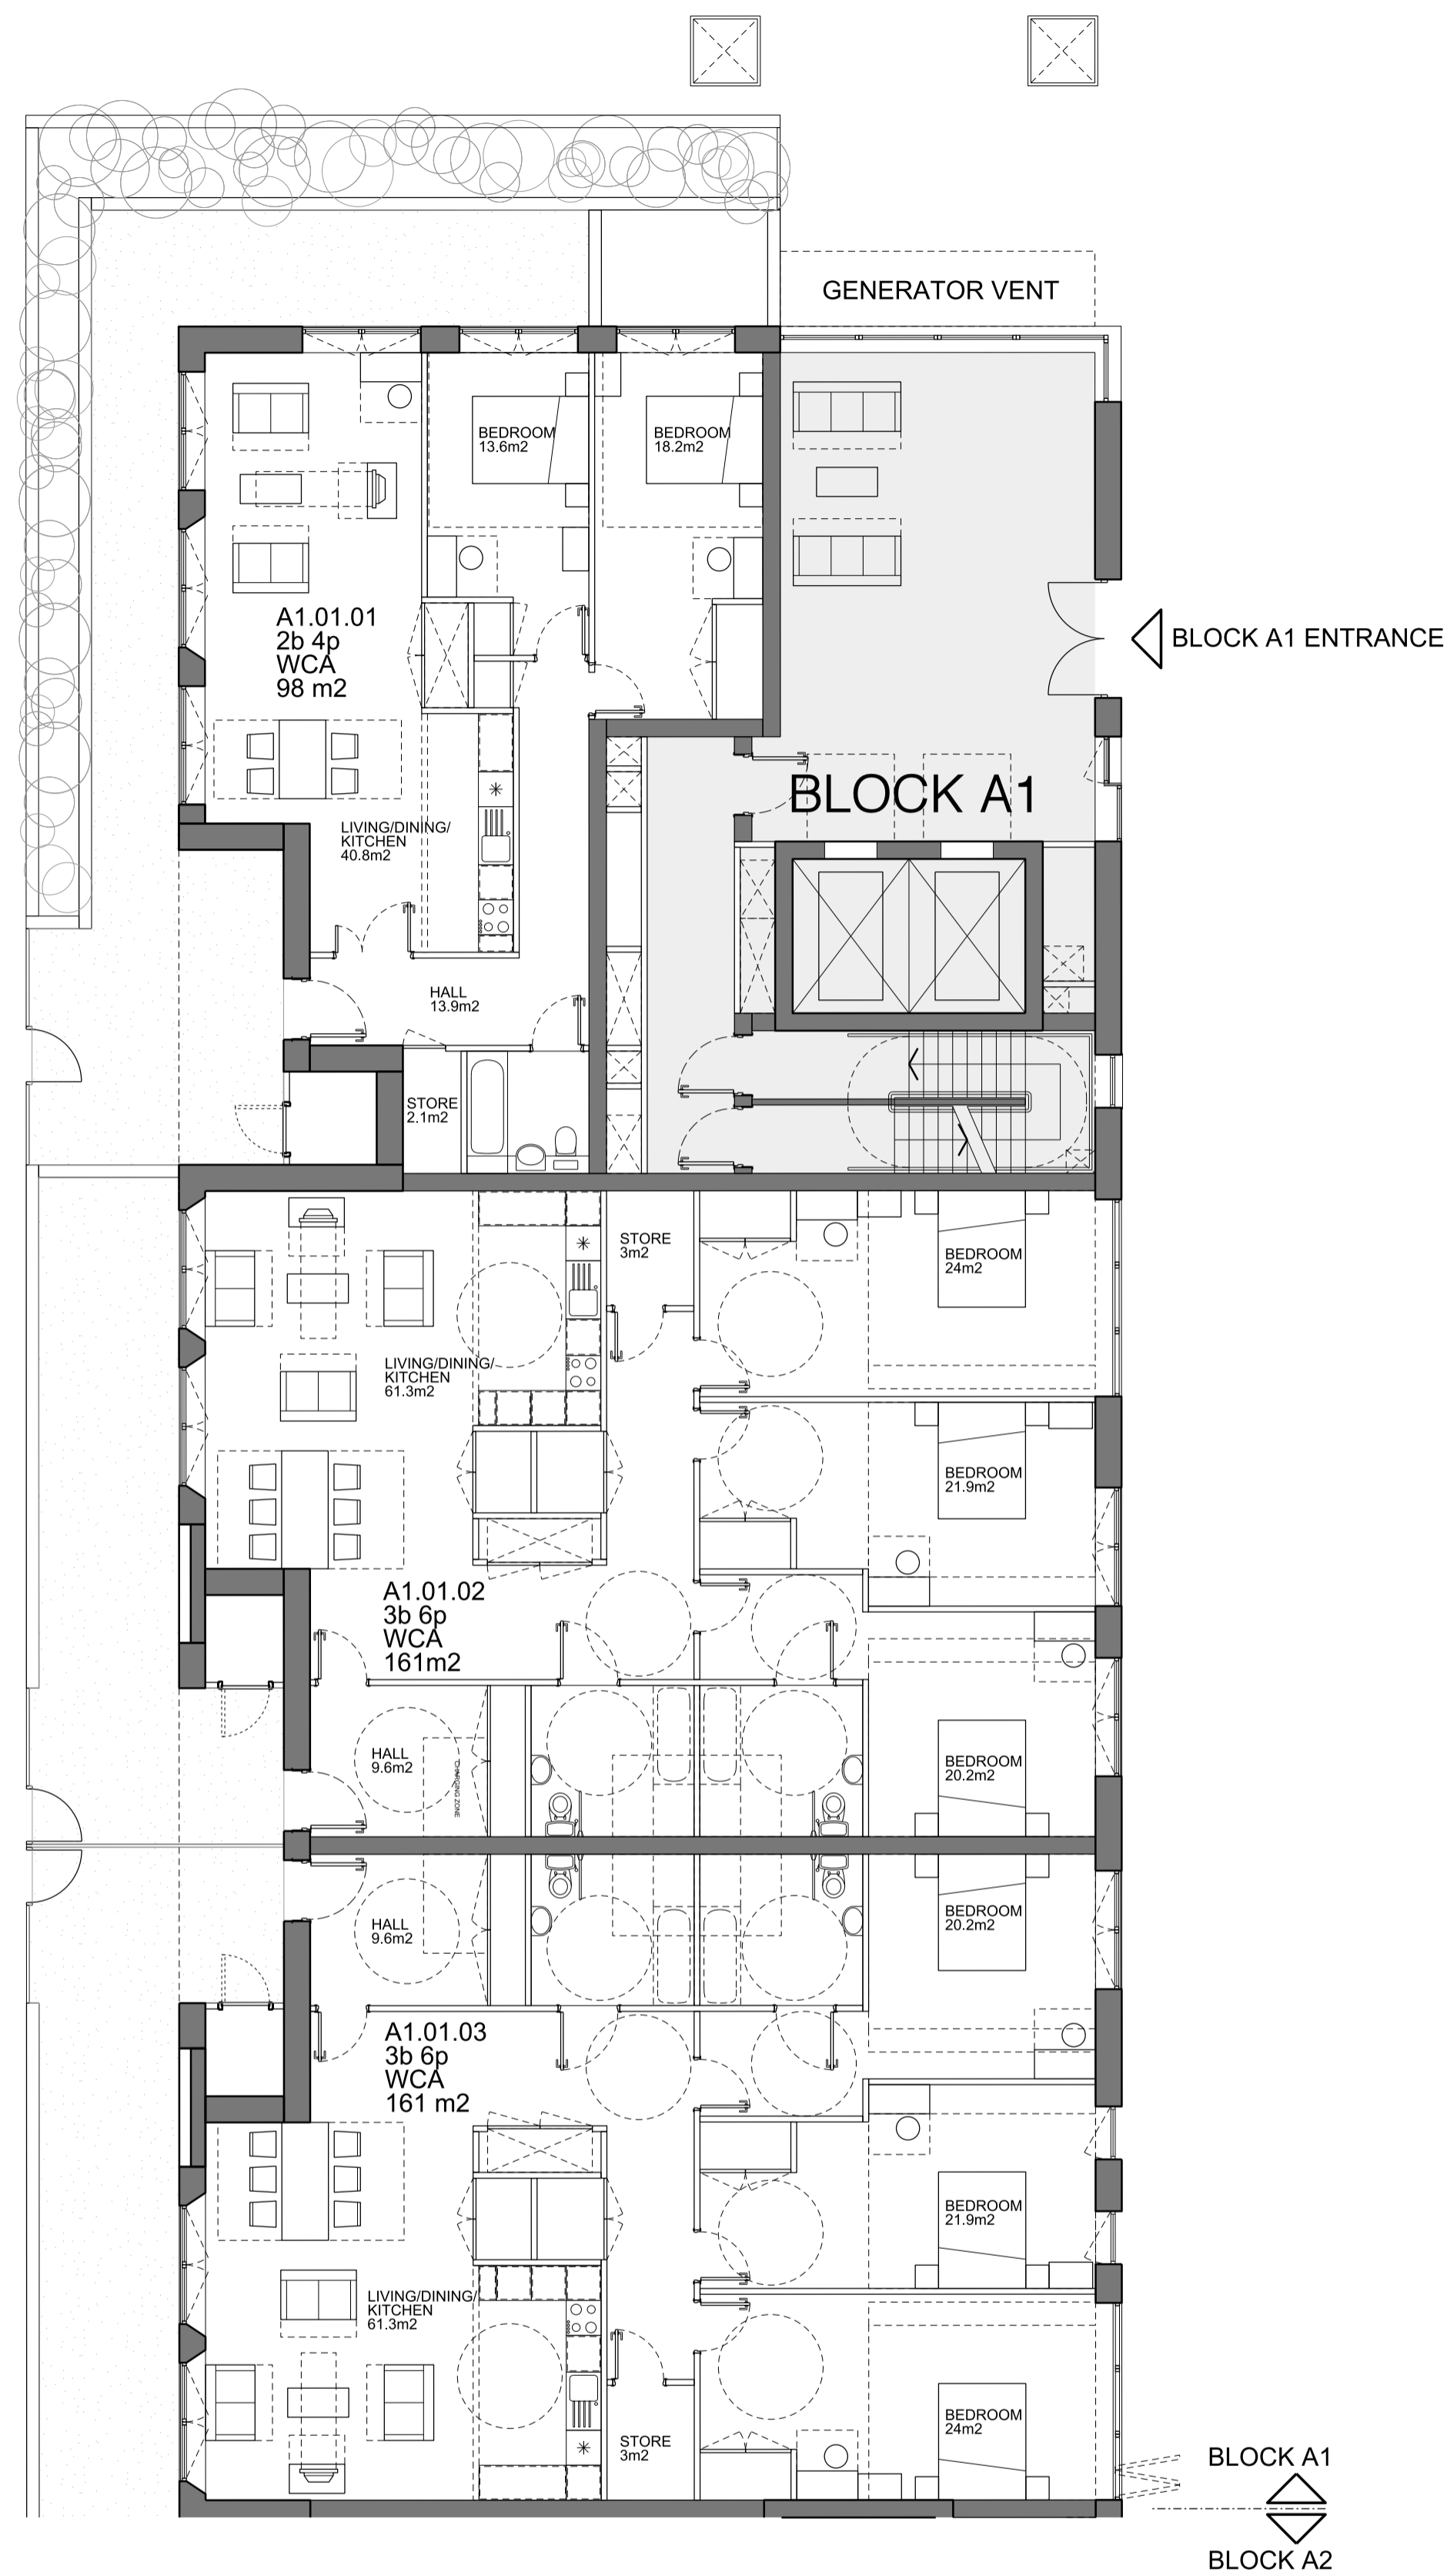 GENERATOR VENT
BEDROOM
13.6m2
BEDROOM
18.2m2
A1.01.01
2b 4p
WCA
98 m2
BLOCK A1 ENTRANCE
BLOCK A1
LIVING/DINING/
KITCHEN
40.8m2
HALL
13.9m2
STORE
2.1m2
STORE
3m2
BEDROOM
24m2
LIVING/DINING/
KITCHEN
61.3m2
BEDROOM
21.9m2
A1.01.02
3b 6p
WCA
161m2
HALL
9.6m2
CHARGING ZONE
BEDROOM
20.2m2
BEDROOM
20.2m2
HALL
9.6m2
A1.01.03
3b 6p
WCA
161 m2
BEDROOM
21.9m2
LIVING/DINING/
KITCHEN
61.3m2
BEDROOM
24m2
STORE
3m2
BLOCK A1
BLOCK A2